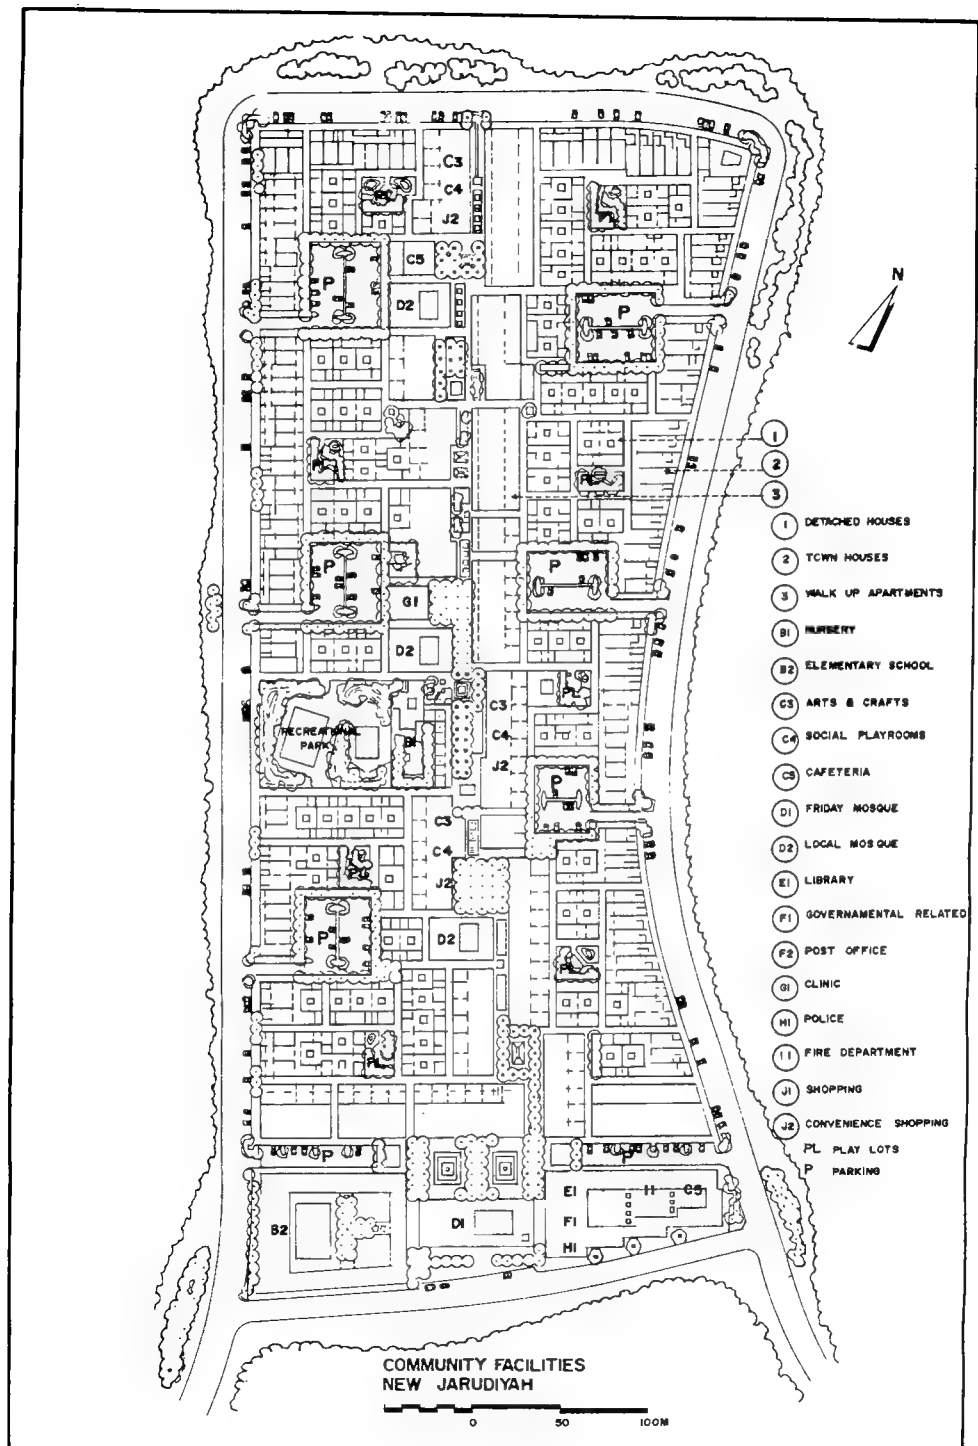 C3
C4
J2
N
C5
P
D2
P
1
2
3
P
P
G1
D2
PL
C3
RECREATIONAL
PARK
B1
C4
J2
P
C3
C4
J2
PL
P
D2
PL
PL
P
P
E1
11
C5
B2
D1
F1
H1
1 DETACHED HOUSES
2 TOWN HOUSES
3 WALK UP APARTMENTS
B1 NURSERY
B2 ELEMENTARY SCHOOL
C3 ARTS & CRAFTS
C4 SOCIAL PLAYROOMS
C5 CAFETERIA
D1 FRIDAY MOSQUE
D2 LOCAL MOSQUE
E1 LIBRARY
F1 GOVERNAMENTAL RELATED
F2 POST OFFICE
G1 CLINIC
H1 POLICE
11 FIRE DEPARTMENT
J1 SHOPPING
J2 CONVENIENCE SHOPPING
PL PLAY LOTS
P PARKING
COMMUNITY FACILITIES
NEW JARUDIYAH
0 50 100M